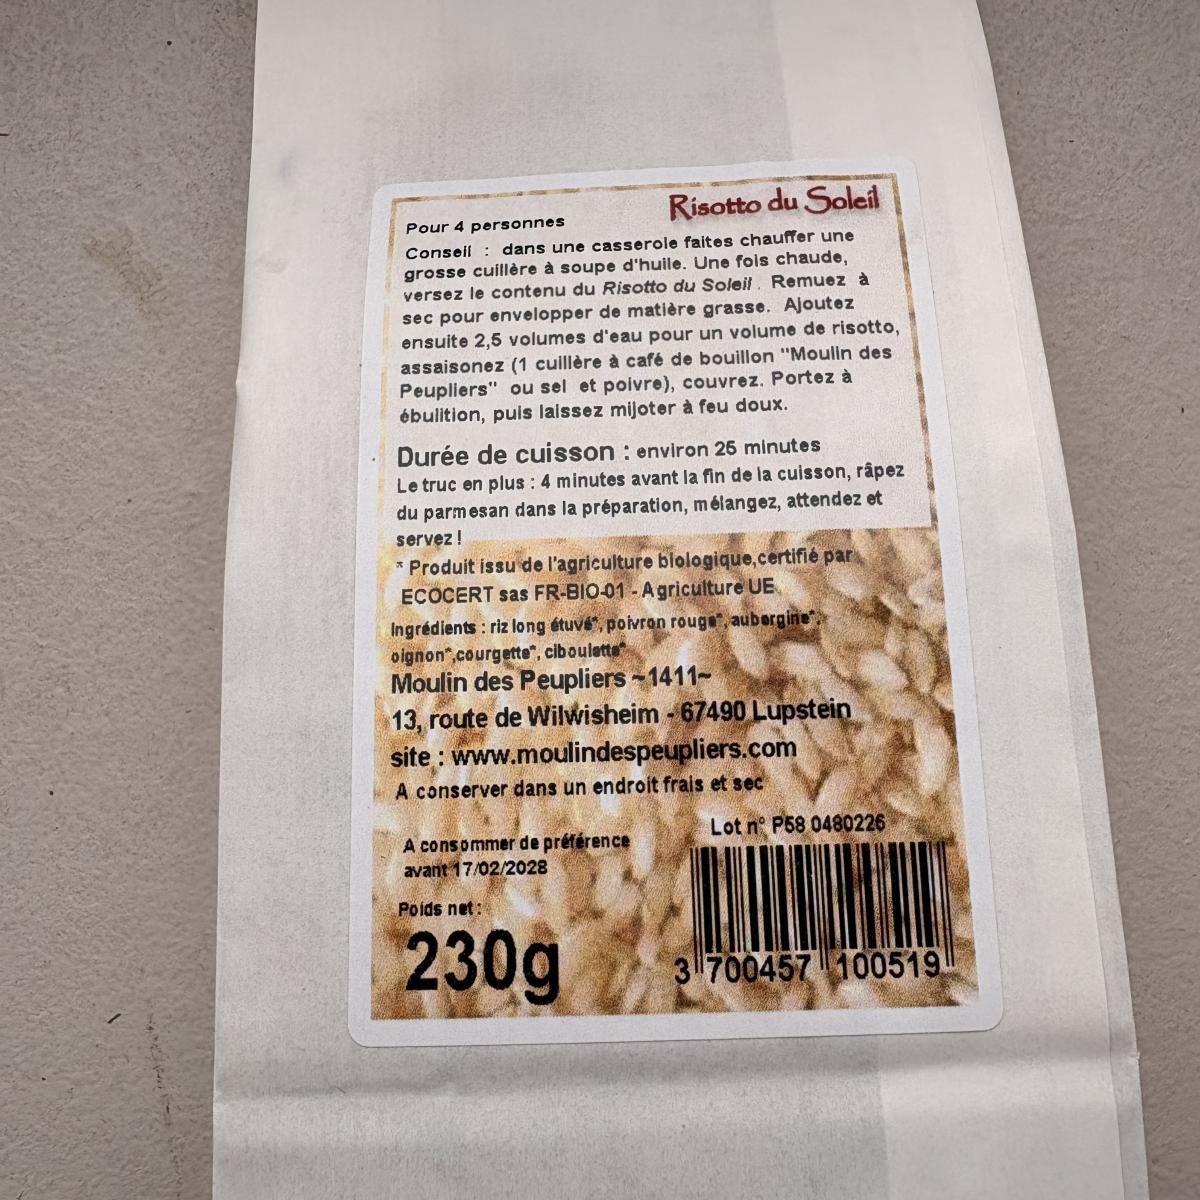 Risotto du Soleil
Pour 4 personnes
Conseil : dans une casserole faites chauffer une
grosse cuillère à soupe d'huile. Une fois chaude,
versez le contenu du Risotto du Soleil . Remuez à
sec pour envelopper de matière grasse. Ajoutez
ensuite 2,5 volumes d'eau pour un volume de risotto,
assaisonez (1 cuillère à café de bouillon "Moulin des
Peupliers" ou sel et poivre), couvrez. Portez à
ébulition, puis laissez mijoter à feu doux.
Durée de cuisson : environ 25 minutes
Le truc en plus : 4 minutes avant la fin de la cuisson, râpez
du parmesan dans la préparation, mélangez, attendez et
servez !
* Produit issu de l'agriculture biologique,certifié par
ECOCERT sas FR-BIO-01 - Agriculture UE
Ingrédients : riz long étuvé*, poivron rouge*, aubergine*,
oignon*,courgette*, ciboulette*
Moulin des Peupliers ~1411~
13, route de Wilwisheim - 67490 Lupstein
site : www.moulindespeupliers.com
A conserver dans un endroit frais et sec
Lot n° P58 0480226
A consommer de préférence
avant 17/02/2028
Poids net :
230g
3 700457 100519